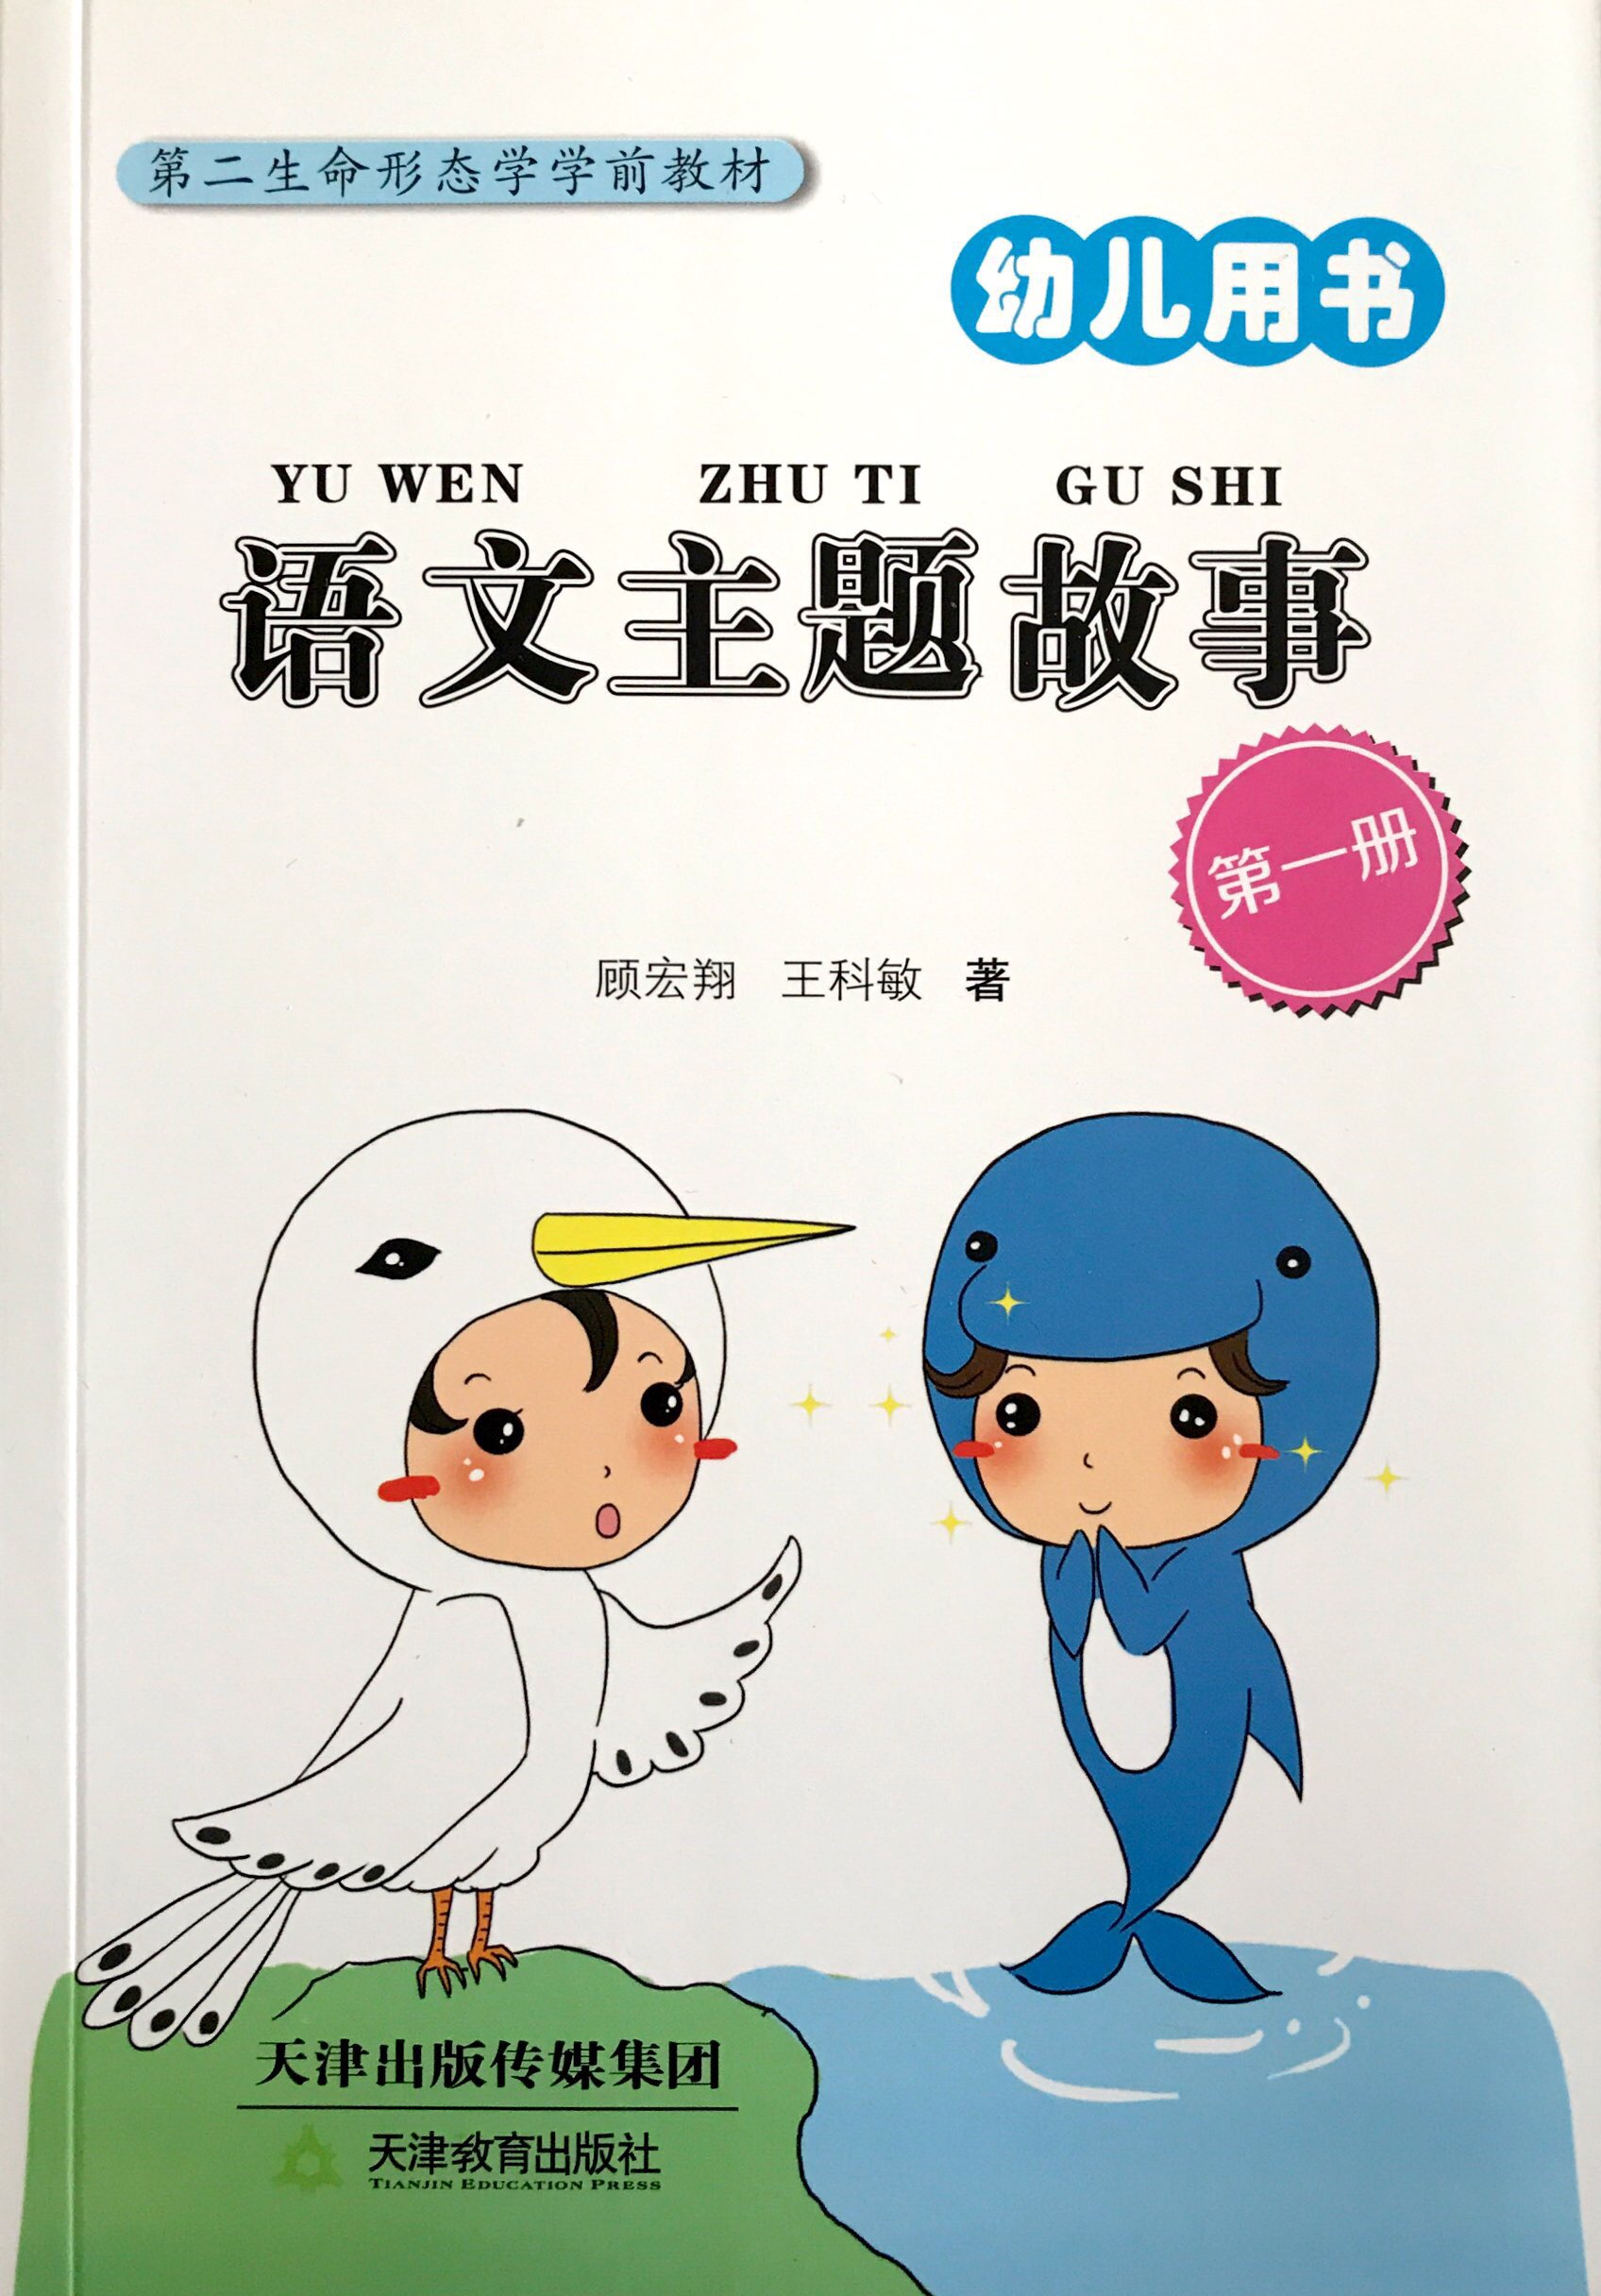 第二生命形态学学前教材
幼儿用书
YU WEN ZHU TI GU SHI
语文主题故事
第一册
顾宏翔 王科敏 著
天津出版传媒集团
天津教育出版社
TIANJIN EDUCATION PRESS